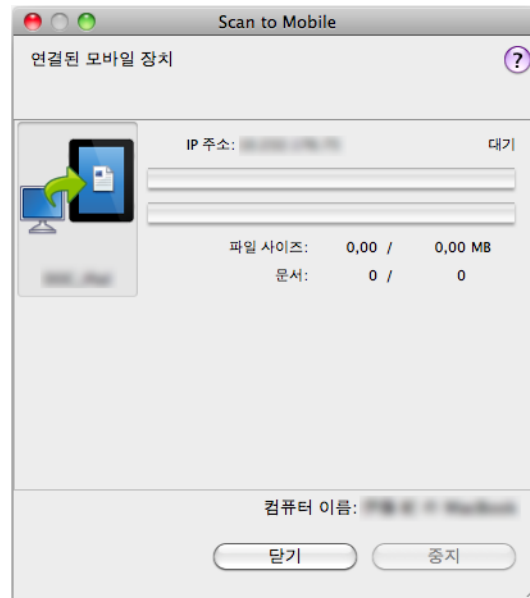 Scan to Mobile
연결된 모바일 장치
?
IP 주소:
대기
파일 사이즈: 0,00 / 0,00 MB
문서: 0 / 0
컴퓨터 이름:
닫기
중지